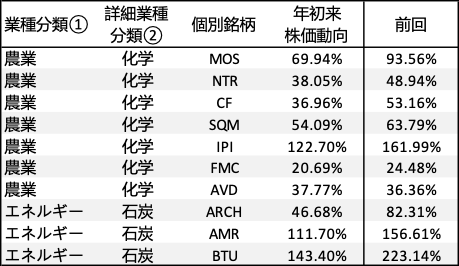 業種分類① 詳細業種分類② 個別銘柄 年初来株価動向 前回
農業 化学 MOS 69.94% 93.56%
農業 化学 NTR 38.05% 48.94%
農業 化学 CF 36.96% 53.16%
農業 化学 SQM 54.09% 63.79%
農業 化学 IPI 122.70% 161.99%
農業 化学 FMC 20.69% 24.48%
農業 化学 AVD 37.77% 36.36%
エネルギー 石炭 ARCH 46.68% 82.31%
エネルギー 石炭 AMR 111.70% 156.61%
エネルギー 石炭 BTU 143.40% 223.14%